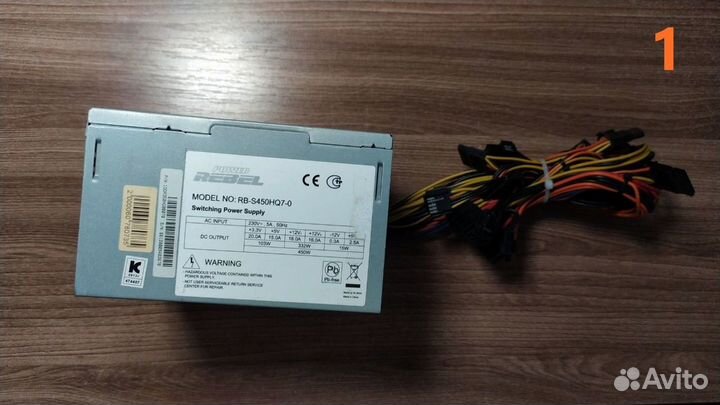 1
POWER
REBEL
CE
MODEL NO: RB-S450HQ7-0
Switching Power Supply
AC INPUT 230V~ 5A, 50Hz
DC OUTPUT +3.3V +5V +12V₁ +12V₂ -12V
20.0A 15.0A 16.0A 16.0A 0.3A 2.5A
103W 332W 15W
450W
WARNING
- HAZARDOUS VOLTAGE CONTAINED WITHIN THIS
POWER SUPPLY.
- NOT USER SERVICEABLE RETURN SERVICE
CENTER FOR REPAIR.
Pb
Pb-free
K
Avito